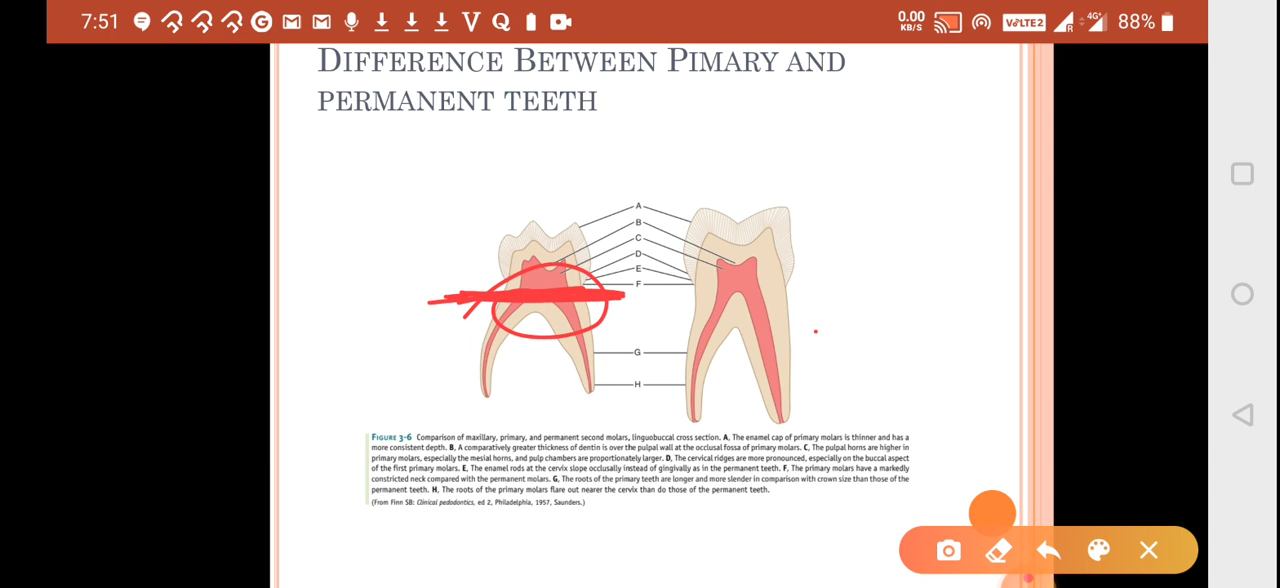 7:51
0.00 KB/S
VoLTE2
R
4G+
88%
DIFFERENCE BETWEEN PIMARY AND
PERMANENT TEETH
A
B
C
D
E
F
G
H
FIGURE 3-6 Comparison of maxillary, primary, and permanent second molars, linguobuccal cross section. A, The enamel cap of primary molars is thinner and has a
more consistent depth. B, A comparatively greater thickness of dentin is over the pulpal wall at the occlusal fossa of primary molars. C, The pulpal horns are higher in
primary molars, especially the mesial horns, and pulp chambers are proportionately larger. D, The cervical ridges are more pronounced, especially on the buccal aspect
of the first primary molars. E, The enamel rods at the cervix slope occlusally instead of gingivally as in the permanent teeth. F, The primary molars have a markedly
constricted neck compared with the permanent molars. G, The roots of the primary teeth are longer and more slender in comparison with crown size than those of the
permanent teeth. H, The roots of the primary molars flare out nearer the cervix than do those of the permanent teeth.
(From Finn SB: Clinical pedodontics, ed 2, Philadelphia, 1957, Saunders.)